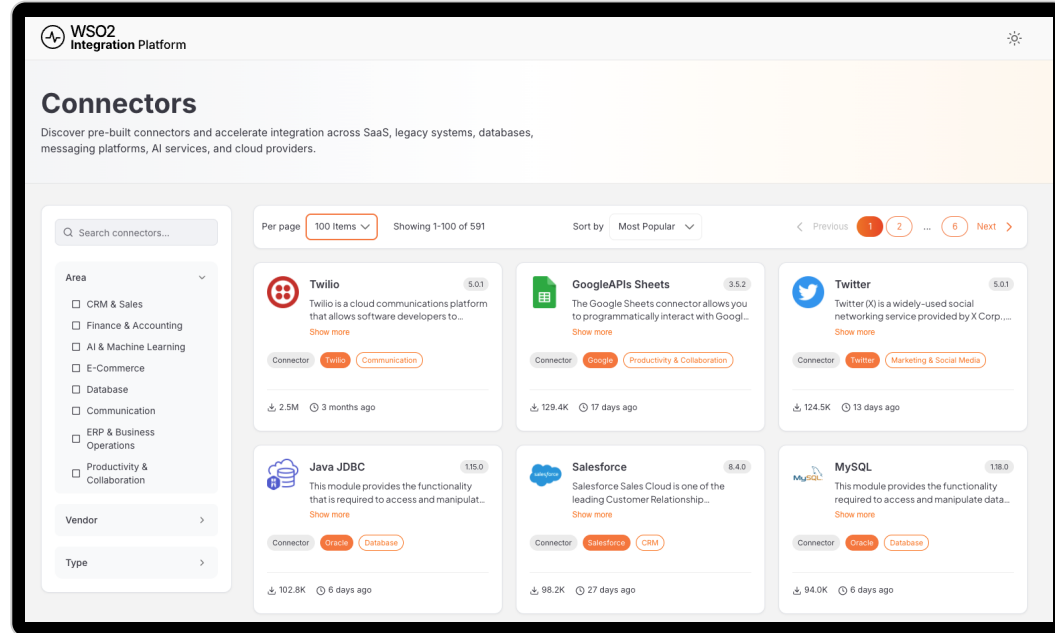 WSO2
Integration Platform
Connectors
Discover pre-built connectors and accelerate integration across SaaS, legacy systems, databases,
messaging platforms, AI services, and cloud providers.
Search connectors...
Area
CRM & Sales
Finance & Accounting
AI & Machine Learning
E-Commerce
Database
Communication
ERP & Business
Operations
Productivity &
Collaboration
Vendor
Type
Per page 100 Items Showing 1-100 of 591 Sort by Most Popular Previous 1 2 ... 6 Next
Twilio 5.0.1
Twilio is a cloud communications platform
that allows software developers to...
Show more
Connector Twilio Communication
2.5M 3 months ago
GoogleAPIs Sheets 3.5.2
The Google Sheets connector allows you
to programmatically interact with Googl...
Show more
Connector Google Productivity & Collaboration
129.4K 17 days ago
Twitter 5.0.1
Twitter (X) is a widely-used social
networking service provided by X Corp.,...
Show more
Connector Twitter Marketing & Social Media
124.5K 13 days ago
Java JDBC 1.15.0
This module provides the functionality
that is required to access and manipulat...
Show more
Connector Oracle Database
102.8K 6 days ago
salesforce
Salesforce 8.4.0
Salesforce Sales Cloud is one of the
leading Customer Relationship...
Show more
Connector Salesforce CRM
98.2K 27 days ago
MySQL
MySQL 1.18.0
This module provides the functionality
required to access and manipulate data...
Show more
Connector Oracle Database
94.0K 6 days ago